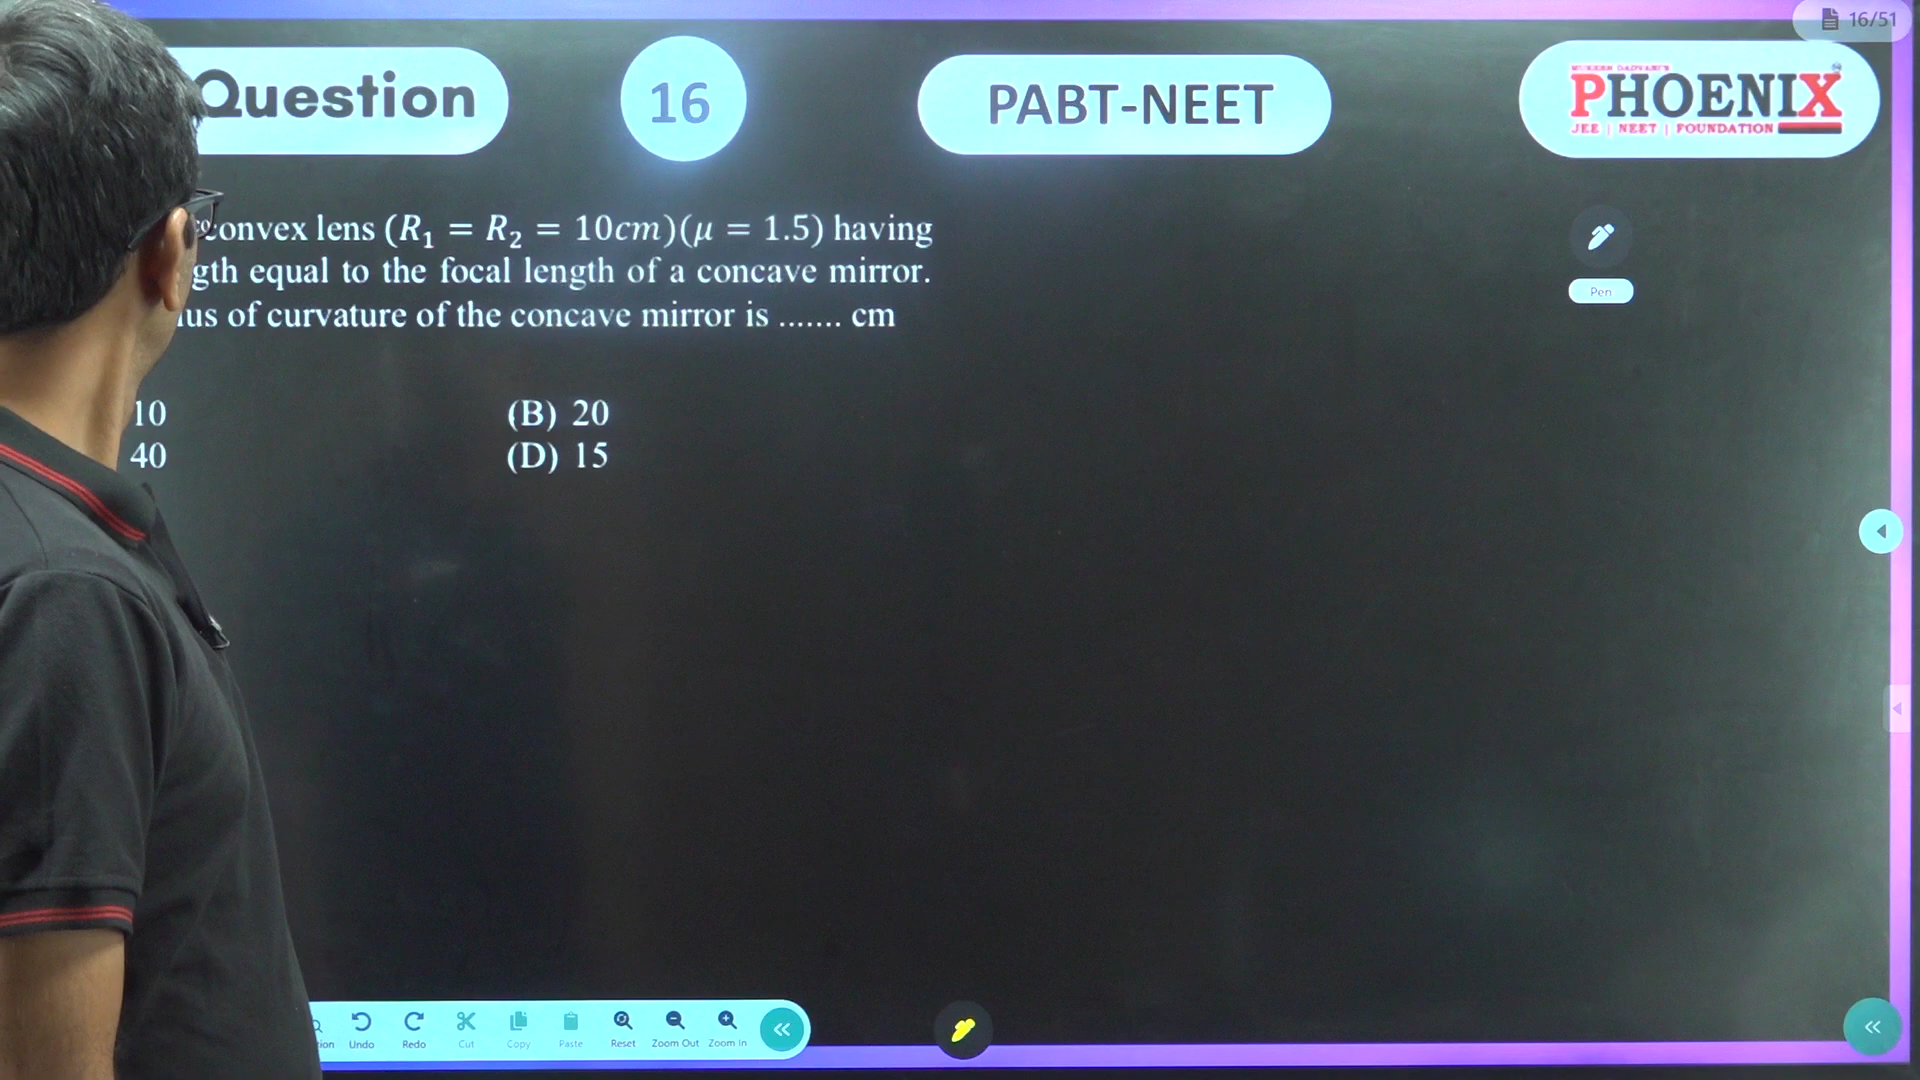 16/51
Question
16
PABT-NEET
PHOENIX
JEE | NEET | FOUNDATION
convex lens (R₁ = R₂ = 10cm)(μ = 1.5) having
gth equal to the focal length of a concave mirror.
ius of curvature of the concave mirror is ....... cm
Pen
10 (B) 20
40 (D) 15
Undo Redo Cut Copy Paste Reset Zoom Out Zoom In